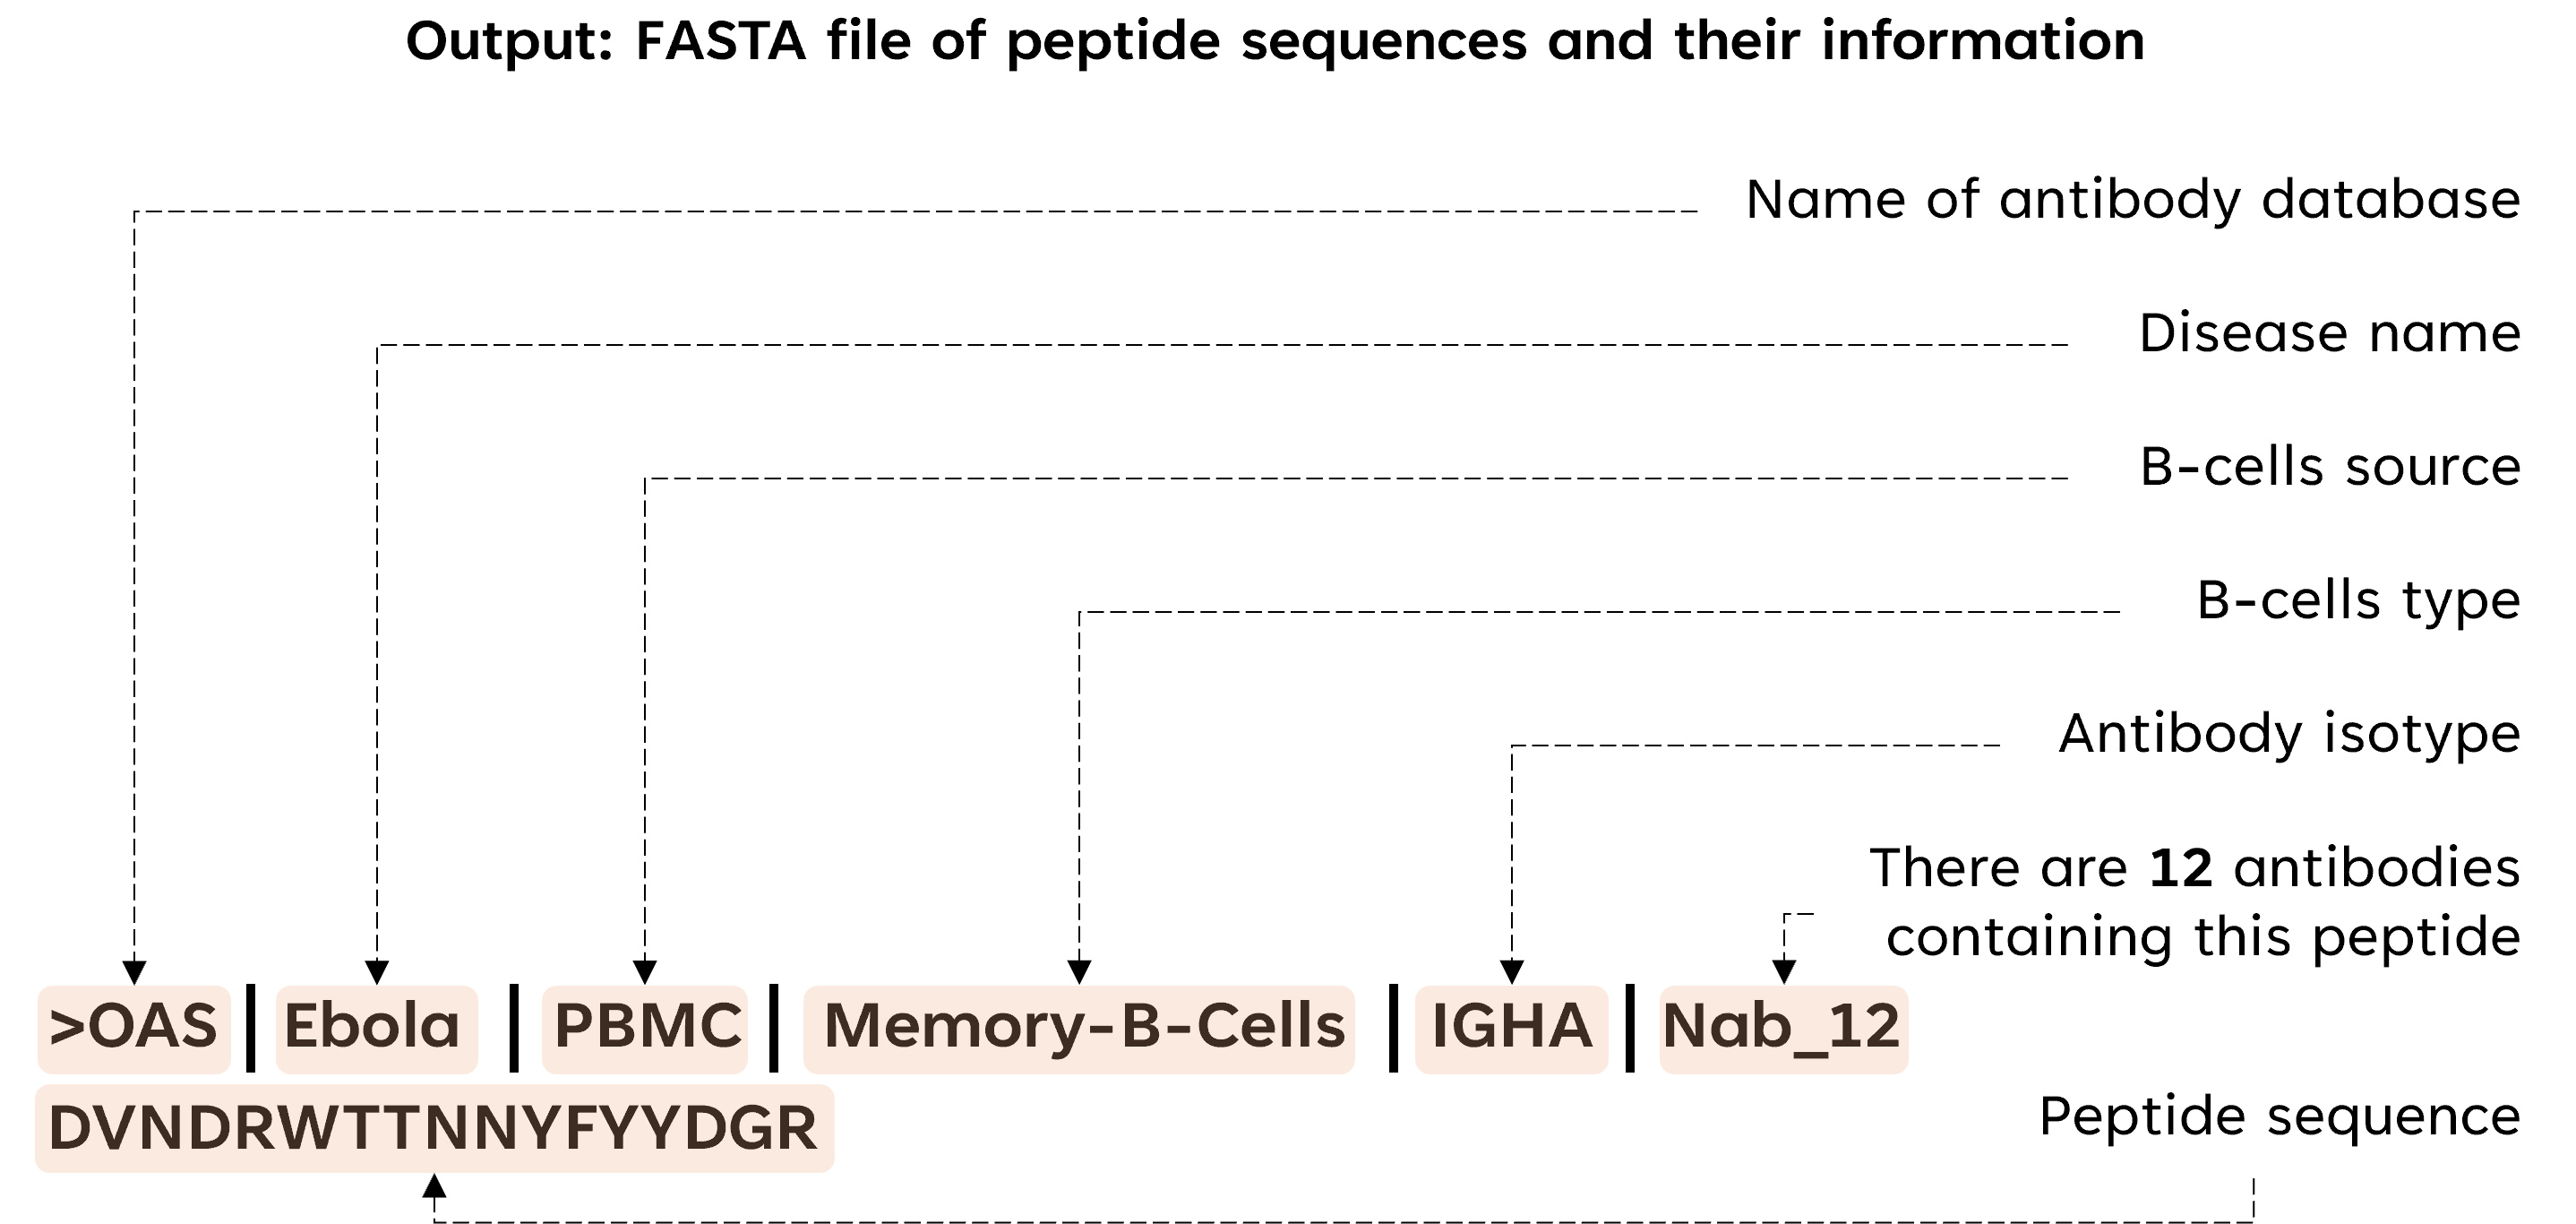 Output: FASTA file of peptide sequences and their information
Name of antibody database
Disease name
B-cells source
B-cells type
Antibody isotype
There are 12 antibodies
containing this peptide
>OAS | Ebola | PBMC | Memory-B-Cells | IGHA | Nab_12
DVNDRWTTNNYFYYDGR
Peptide sequence